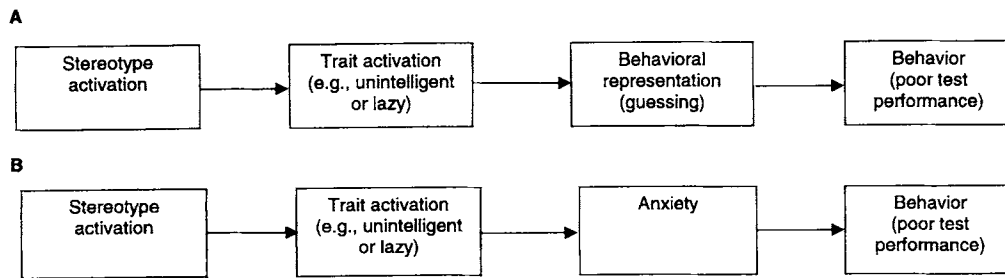 A
Stereotype
activation
Trait activation
(e.g., unintelligent
or lazy)
Behavioral
representation
(guessing)
Behavior
(poor test
performance)
B
Stereotype
activation
Trait activation
(e.g., unintelligent
or lazy)
Anxiety
Behavior
(poor test
performance)